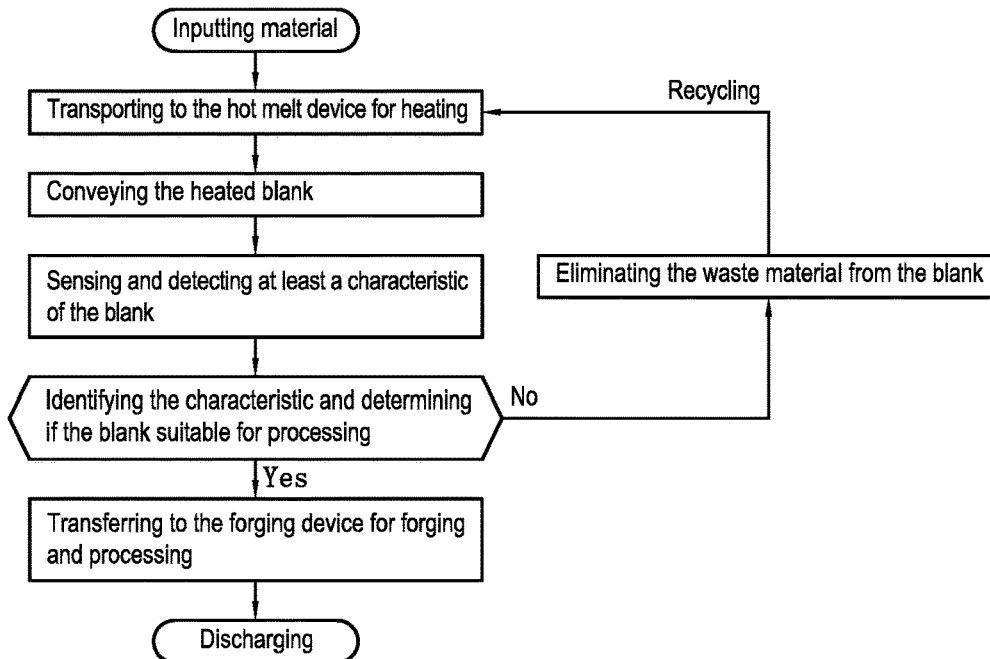 Inputting material
Recycling
Transporting to the hot melt device for heating
Conveying the heated blank
Sensing and detecting at least a characteristic
of the blank
Eliminating the waste material from the blank
Identifying the characteristic and determining
if the blank suitable for processing
No
Yes
Transferring to the forging device for forging
and processing
Discharging